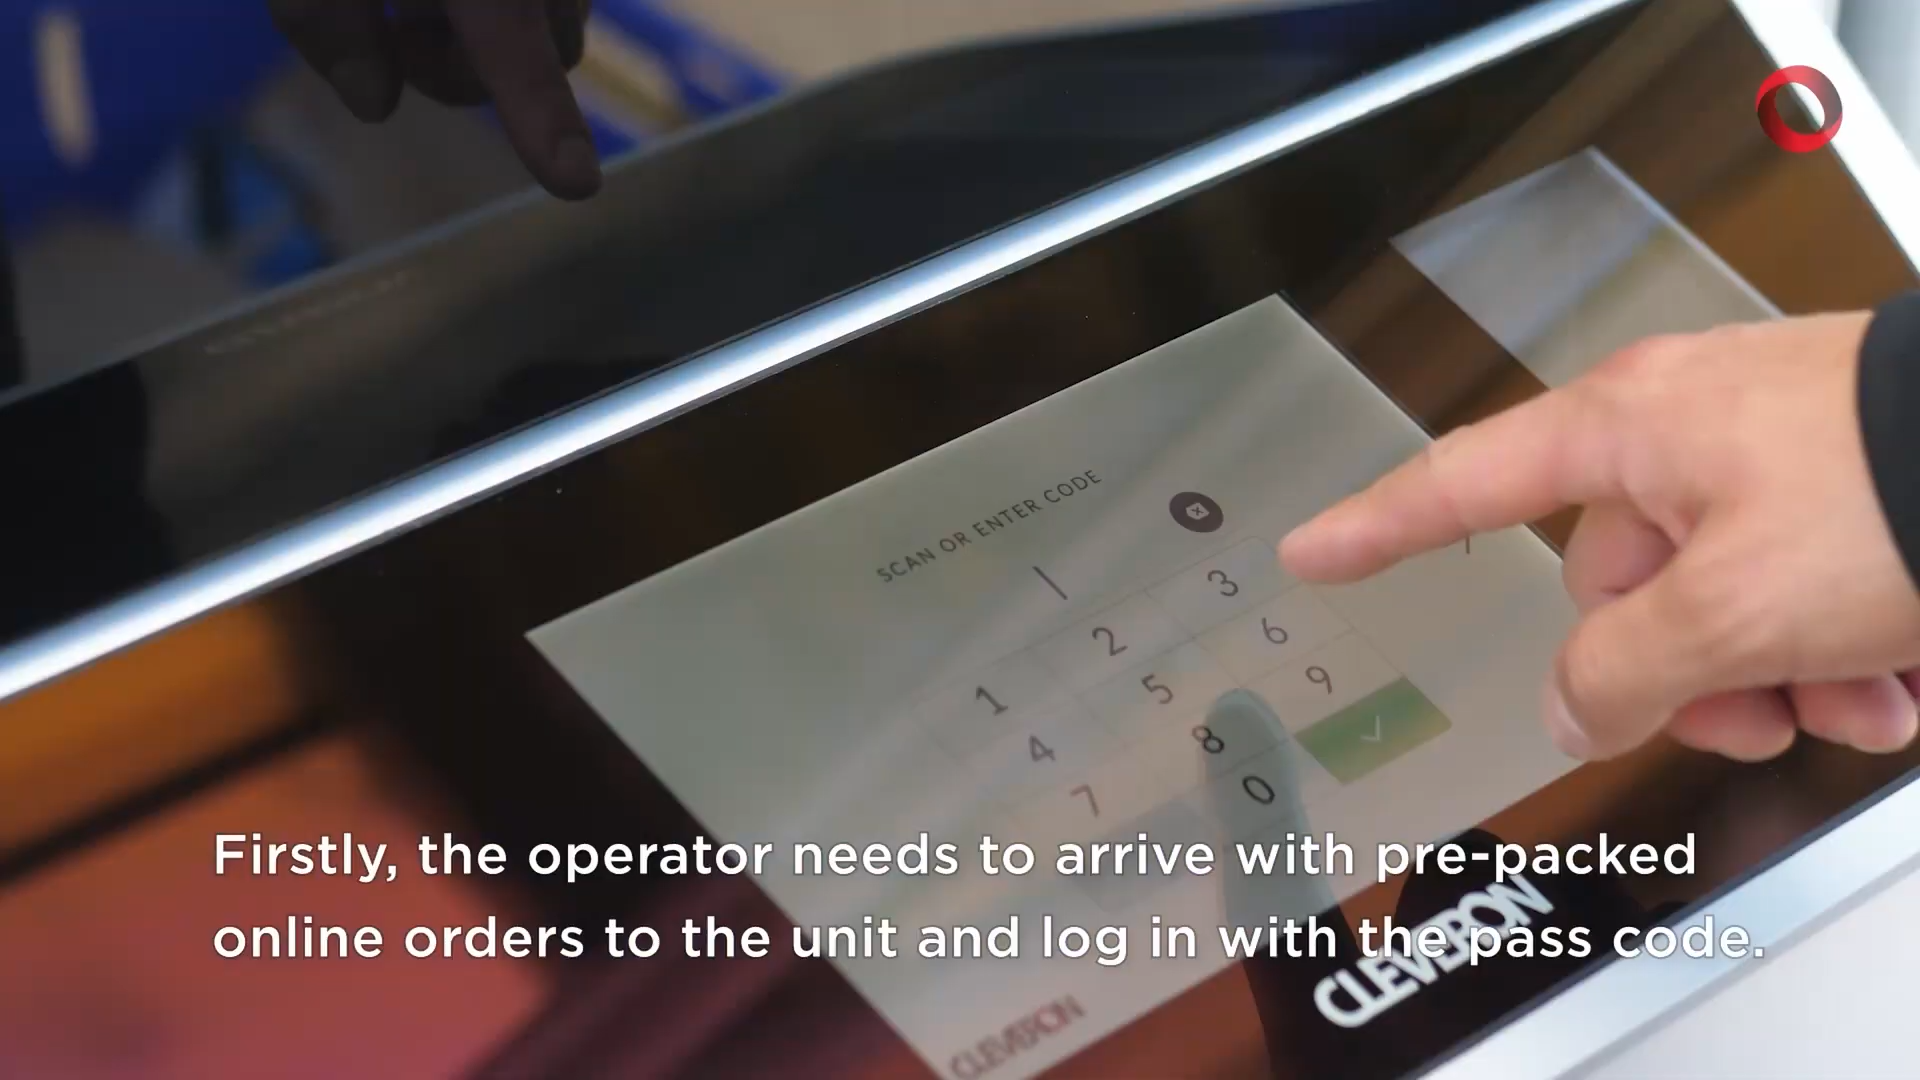 SCAN OR ENTER CODE
1 2 3
4 5 6
7 8 9
0
Firstly, the operator needs to arrive with pre-packed
online orders to the unit and log in with the pass code.
CLEVERON
CLEVERON